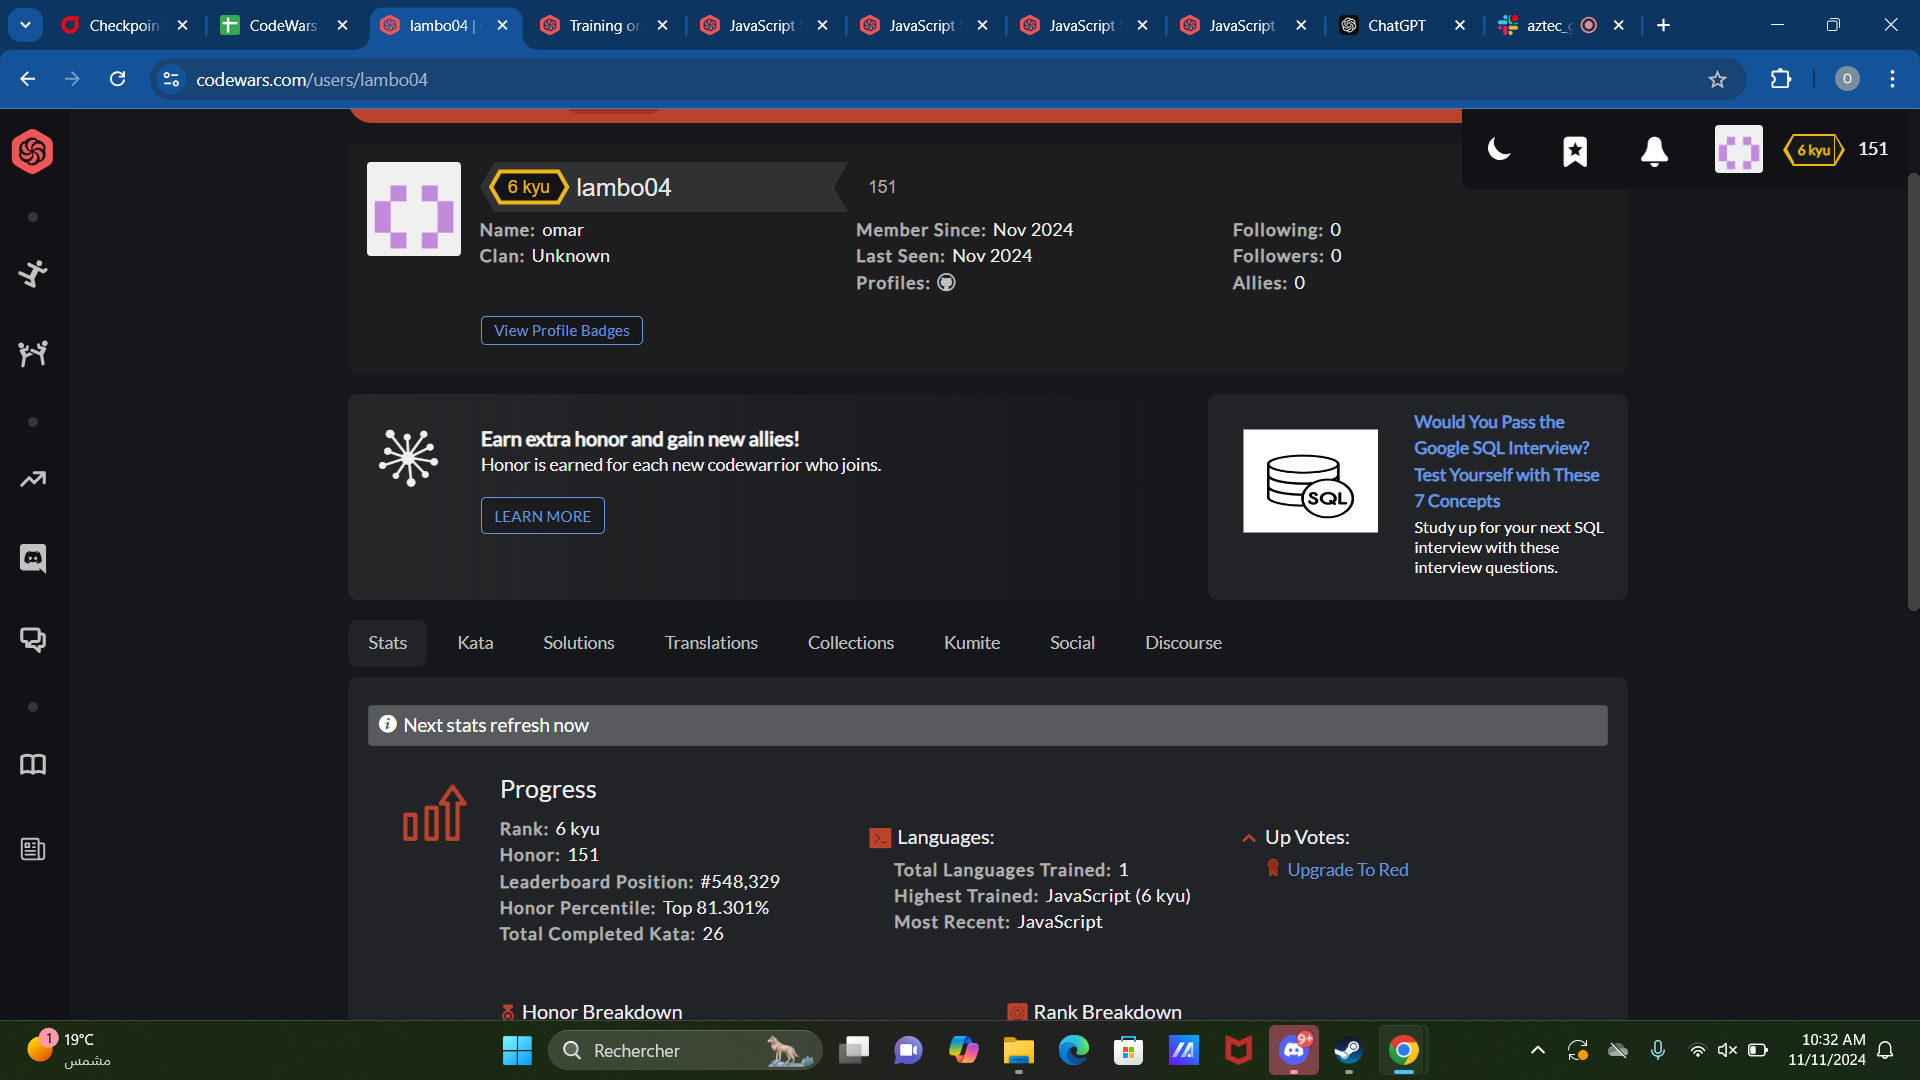 Checkpoin
CodeWars
lambo04 |
Training on
JavaScript
JavaScript
JavaScript
JavaScript
ChatGPT
aztec_
codewars.com/users/lambo04
O
6 kyu
151
6 kyu
lambo04
151
Name: omar
Clan: Unknown
Member Since: Nov 2024
Last Seen: Nov 2024
Profiles:
Following: 0
Followers: 0
Allies: 0
View Profile Badges
Earn extra honor and gain new allies!
Honor is earned for each new codewarrior who joins.
LEARN MORE
SQL
Would You Pass the
Google SQL Interview?
Test Yourself with These
7 Concepts
Study up for your next SQL
interview with these
interview questions.
Stats
Kata
Solutions
Translations
Collections
Kumite
Social
Discourse
Next stats refresh now
Progress
Rank: 6 kyu
Honor: 151
Leaderboard Position: #548,329
Honor Percentile: Top 81.301%
Total Completed Kata: 26
Languages:
Total Languages Trained: 1
Highest Trained: JavaScript (6 kyu)
Most Recent: JavaScript
Up Votes:
Upgrade To Red
Honor Breakdown
Rank Breakdown
1
19°C
مشمس
Rechercher
9+
10:32 AM
11/11/2024